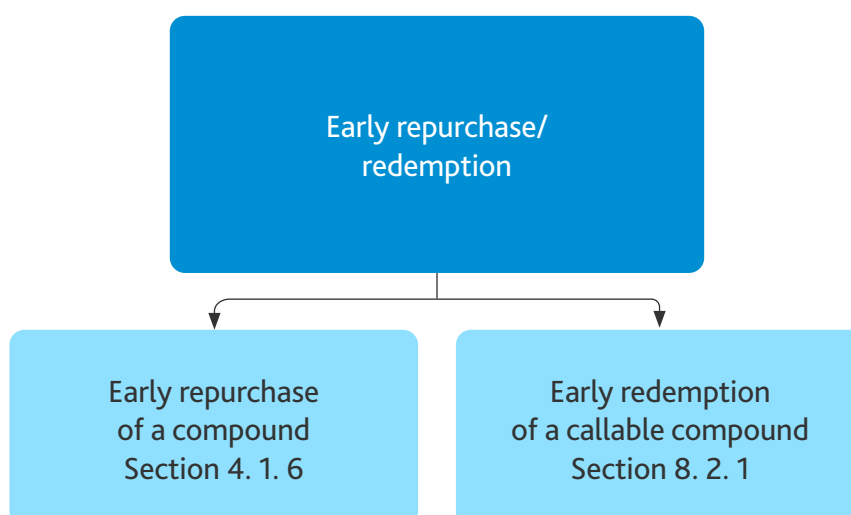 Early repurchase/
redemption
Early repurchase
of a compound
Section 4. 1. 6
Early redemption
of a callable compound
Section 8. 2. 1